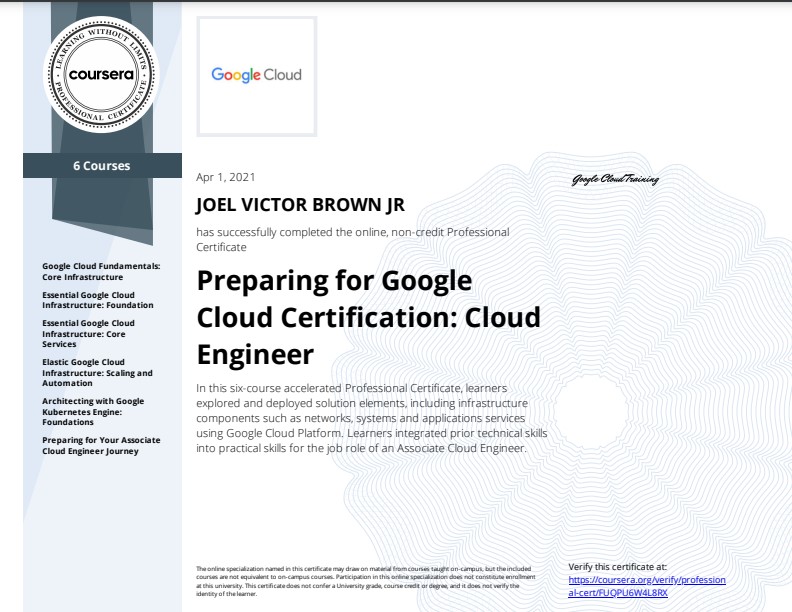 LEARNING WITHOUT LIMITS
coursera
PROFESSIONAL CERTIFICATE
6 Courses
Google Cloud Fundamentals:
Core Infrastructure
Essential Google Cloud
Infrastructure: Foundation
Essential Google Cloud
Infrastructure: Core
Services
Elastic Google Cloud
Infrastructure: Scaling and
Automation
Architecting with Google
Kubernetes Engine:
Foundations
Preparing for Your Associate
Cloud Engineer Journey
Google Cloud
Apr 1, 2021
JOEL VICTOR BROWN JR
has successfully completed the online, non-credit Professional
Certificate
Preparing for Google
Cloud Certification: Cloud
Engineer
In this six-course accelerated Professional Certificate, learners
explored and deployed solution elements, including infrastructure
components such as networks, systems and applications services
using Google Cloud Platform. Learners integrated prior technical skills
into practical skills for the job role of an Associate Cloud Engineer.
Google Cloud Training
The online specialization named in this certificate may draw on material from courses taught on-campus, but the included
courses are not equivalent to on-campus courses. Participation in this online specialization does not constitute enrollment
at this university. This certificate does not confer a University grade, course credit or degree, and it does not verify the
identity of the learner.
Verify this certificate at:
https://coursera.org/verify/profession
al-cert/FUQPU6W4L8RX